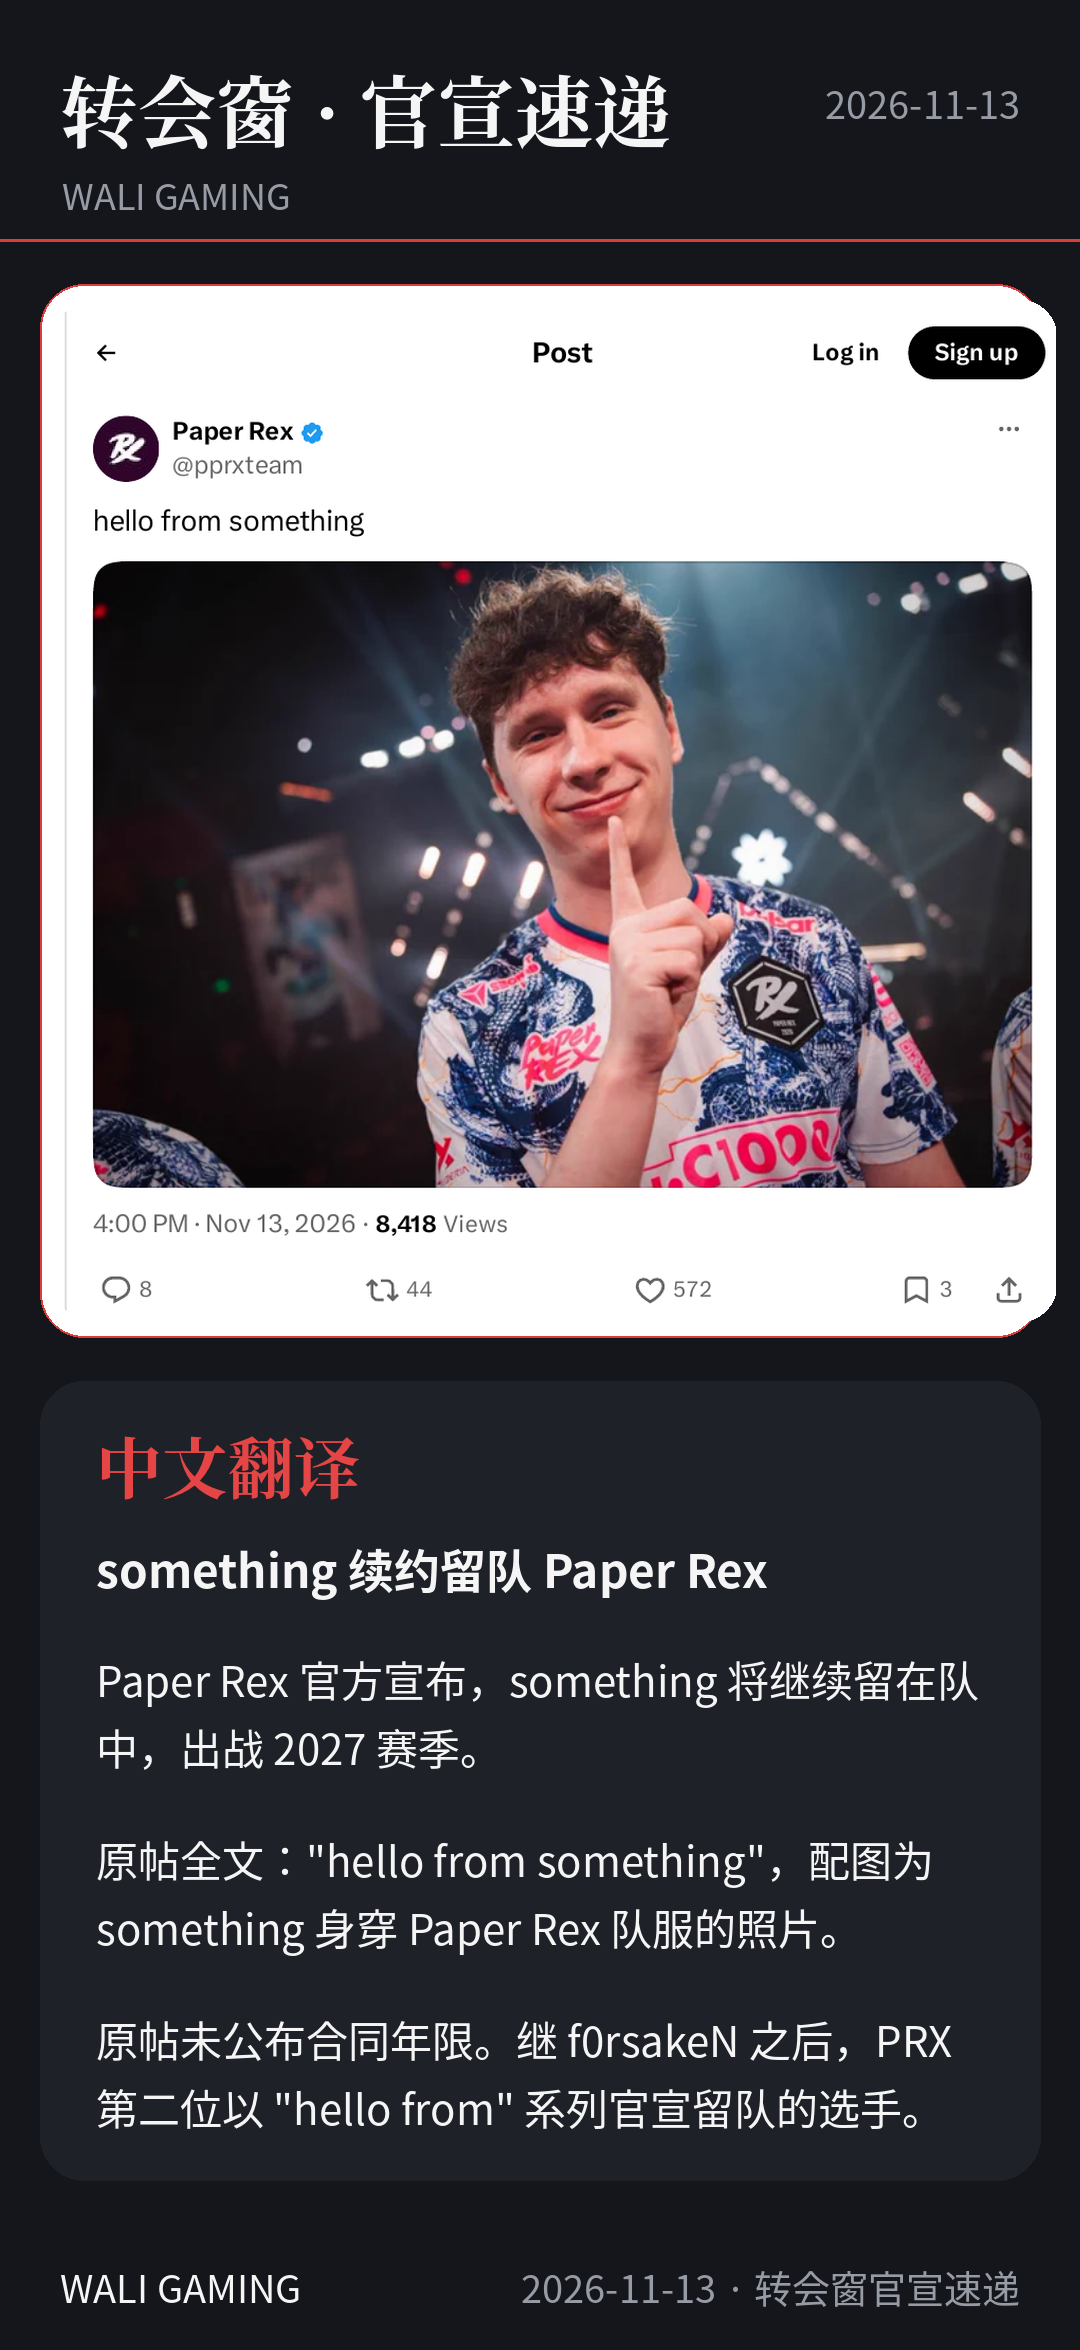 转会窗 · 官宣速递
2026-11-13
WALI GAMING
Post
Log in
Sign up
Paper Rex
@pprxteam
hello from something
Paper
REX
PAPER REX
C1000
4:00 PM · Nov 13, 2026 · 8,418 Views
8
44
572
3
中文翻译
something 续约留队 Paper Rex
Paper Rex 官方宣布，something 将继续留在队
中，出战 2027 赛季。
原帖全文："hello from something"，配图为
something 身穿 Paper Rex 队服的照片。
原帖未公布合同年限。继 f0rsakeN 之后，PRX
第二位以 "hello from" 系列官宣留队的选手。
WALI GAMING
2026-11-13 · 转会窗官宣速递